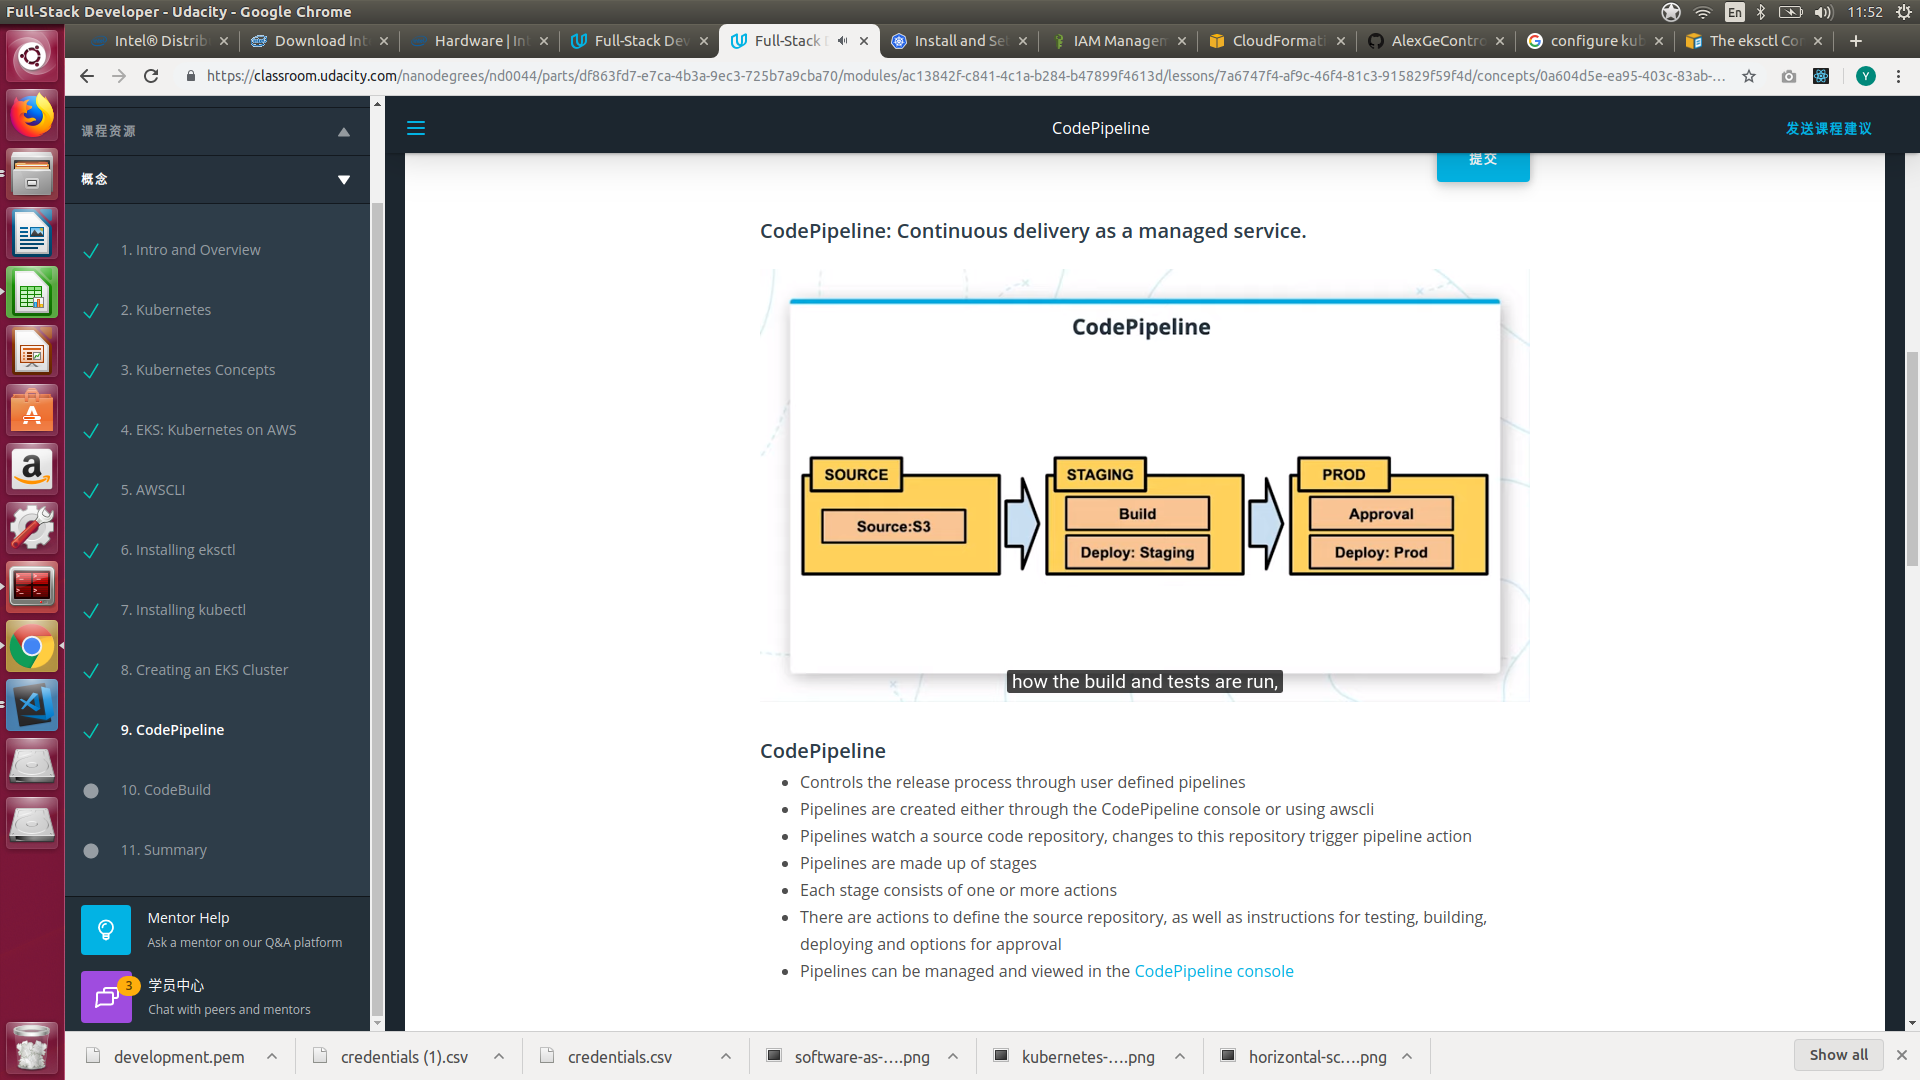 Full-Stack Developer - Udacity - Google Chrome
En
11:52
Intel® Distrib
Download Int
Hardware | Int
Full-Stack Dev
Full-Stack D
Install and Se
IAM Managem
CloudFormati
AlexGeContro
configure kub
The eksctl Co
https://classroom.udacity.com/nanodegrees/nd0044/parts/df863fd7-e7ca-4b3a-9ec3-725b7a9cba70/modules/ac13842f-c841-4c1a-b284-b47899f4613d/lessons/7a6747f4-af9c-46f4-81c3-915829f59f4d/concepts/0a604d5e-ea95-403c-83ab-...
Y
课程资源
概念
1. Intro and Overview
2. Kubernetes
3. Kubernetes Concepts
4. EKS: Kubernetes on AWS
5. AWSCLI
6. Installing eksctl
7. Installing kubectl
8. Creating an EKS Cluster
9. CodePipeline
10. CodeBuild
11. Summary
Mentor Help
Ask a mentor on our Q&A platform
3
学员中心
Chat with peers and mentors
CodePipeline
发送课程建议
提交
CodePipeline: Continuous delivery as a managed service.
CodePipeline
SOURCE
Source:S3
STAGING
Build
Deploy: Staging
PROD
Approval
Deploy: Prod
how the build and tests are run,
CodePipeline
Controls the release process through user defined pipelines
Pipelines are created either through the CodePipeline console or using awscli
Pipelines watch a source code repository, changes to this repository trigger pipeline action
Pipelines are made up of stages
Each stage consists of one or more actions
There are actions to define the source repository, as well as instructions for testing, building,
deploying and options for approval
Pipelines can be managed and viewed in the CodePipeline console
development.pem
credentials (1).csv
credentials.csv
software-as-....png
kubernetes-....png
horizontal-sc....png
Show all